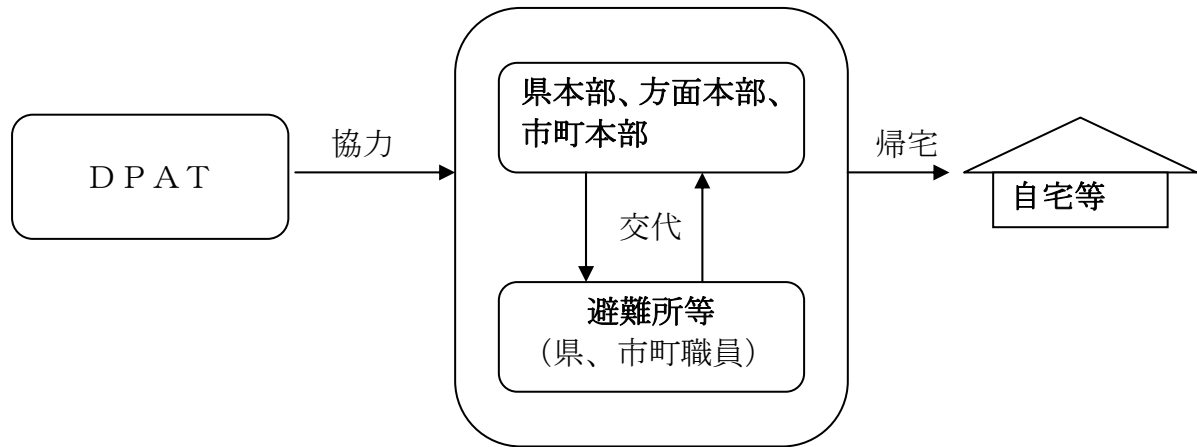 県本部、方面本部、
市町本部
DPAT
協力
帰宅
自宅等
交代
避難所等
(県、市町職員)